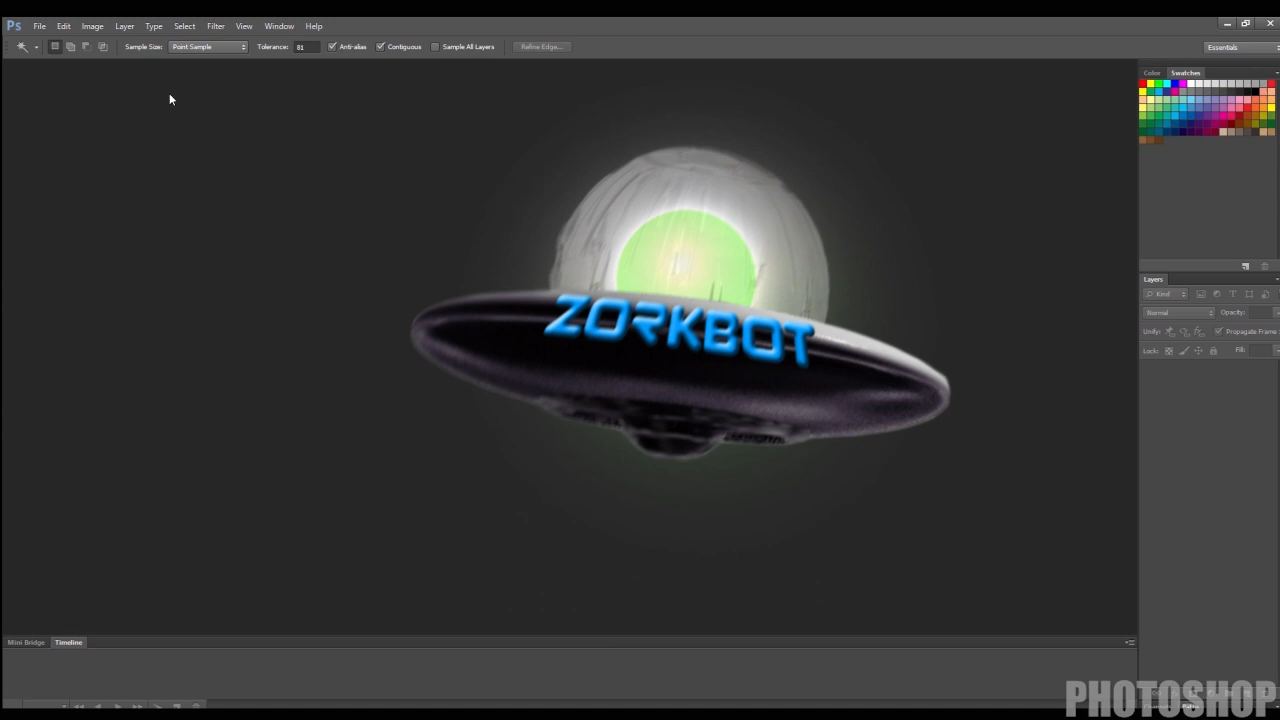 Ps File Edit Image Layer Type Select Filter View Window Help
Sample Size: Point Sample Tolerance: 81 Anti-alias Contiguous Sample All Layers Refine Edge... Essentials
Color Swatches
ZORKBOT
Layers
Kind
Normal Opacity:
Unify: Propagate Frame
Lock: Fill:
Mini Bridge Timeline
PHOTOSHOP